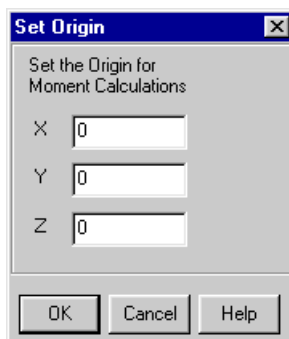 Set Origin
Set the Origin for
Moment Calculations
X 0
Y 0
Z 0
OK Cancel Help